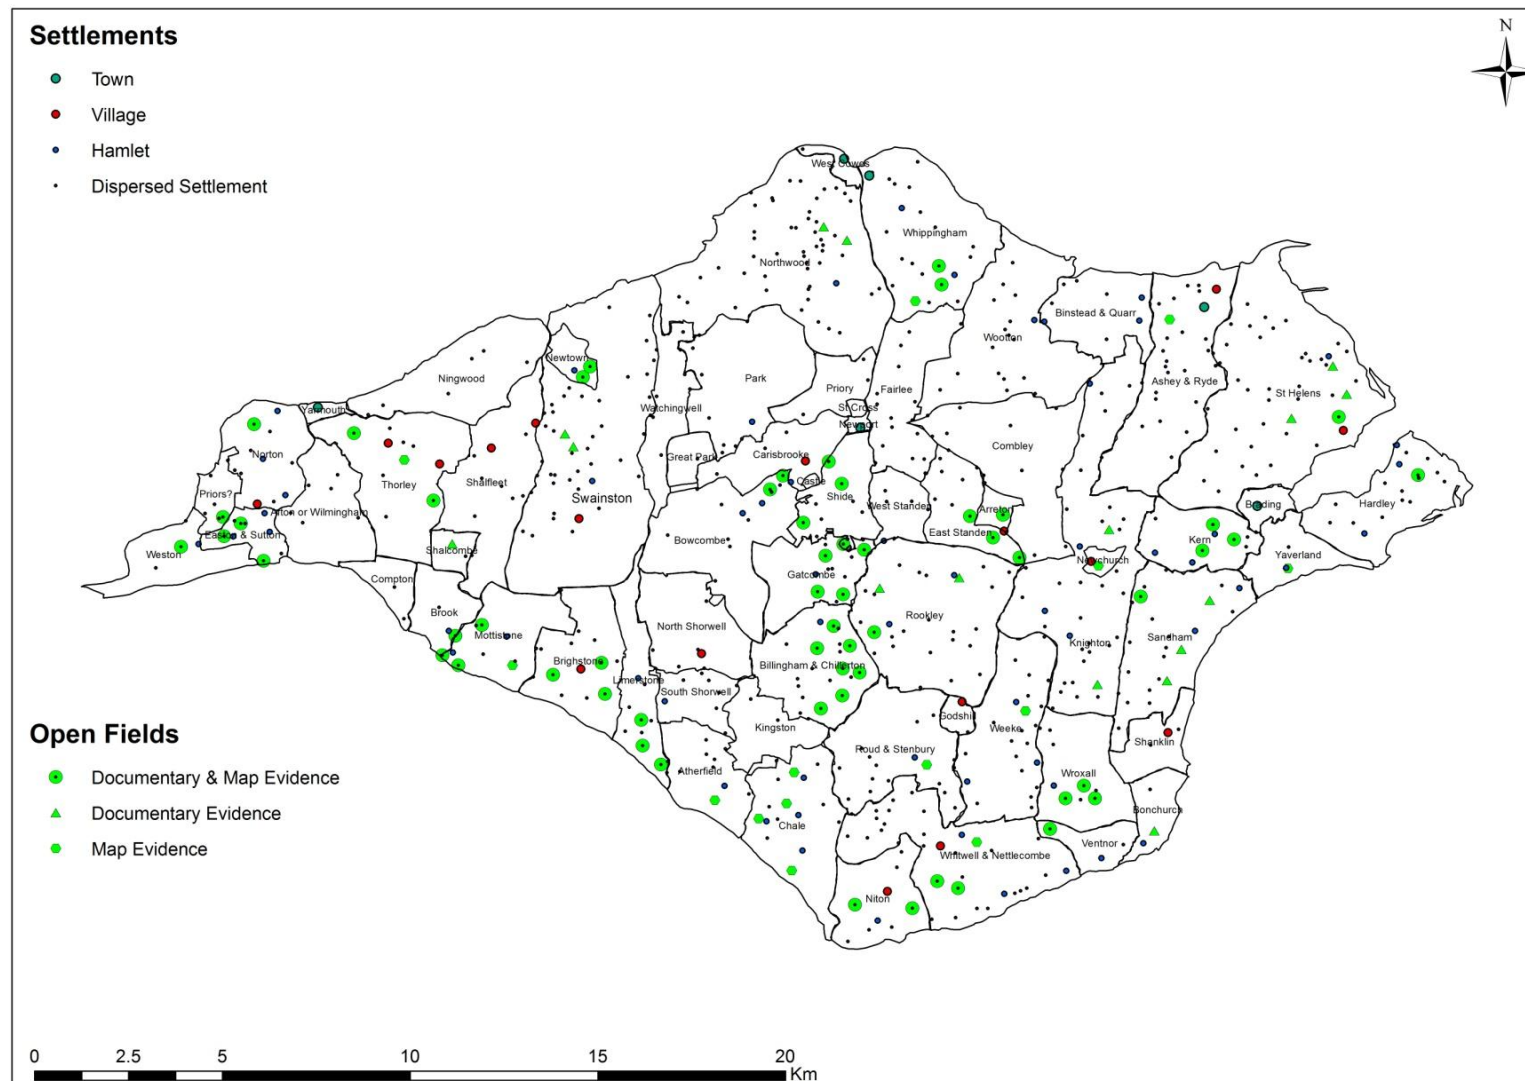 Settlements
Town
Village
Hamlet
Dispersed Settlement
N
West Cowes
Whippingham
Northwood
Binstead & Quarr
Wootton
Newtown
Ningwood
Park
Priory
Fairlee
Ashey & Ryde
St Helens
Yarmouth
Watchingwell
St Cross
Newport
Combley
Norton
Great Park
Carisbrooke
Thorley
Shalfleet
Castle
Priors?
Swainston
Shide
West Standen
Arreton
Brading
Hardley
Afton or Wilmingham
Easton & Sutton
East Standen
Kern
Weston
Shalcombe
Bowcombe
Newchurch
Yaverland
Compton
Gatcombe
Brook
Mottistone
North Shorwell
Rookley
Sandham
Knighton
Brighstone
Billingham & Chillerton
Limerstone
South Shorwell
Godshill
Kingston
Weeke
Shanklin
Roud & Stenbury
Open Fields
Atherfield
Wroxall
Documentary & Map Evidence
Bonchurch
Documentary Evidence
Chale
Ventnor
Map Evidence
Whitwell & Nettlecombe
Niton
0 2.5 5 10 15 20
Km